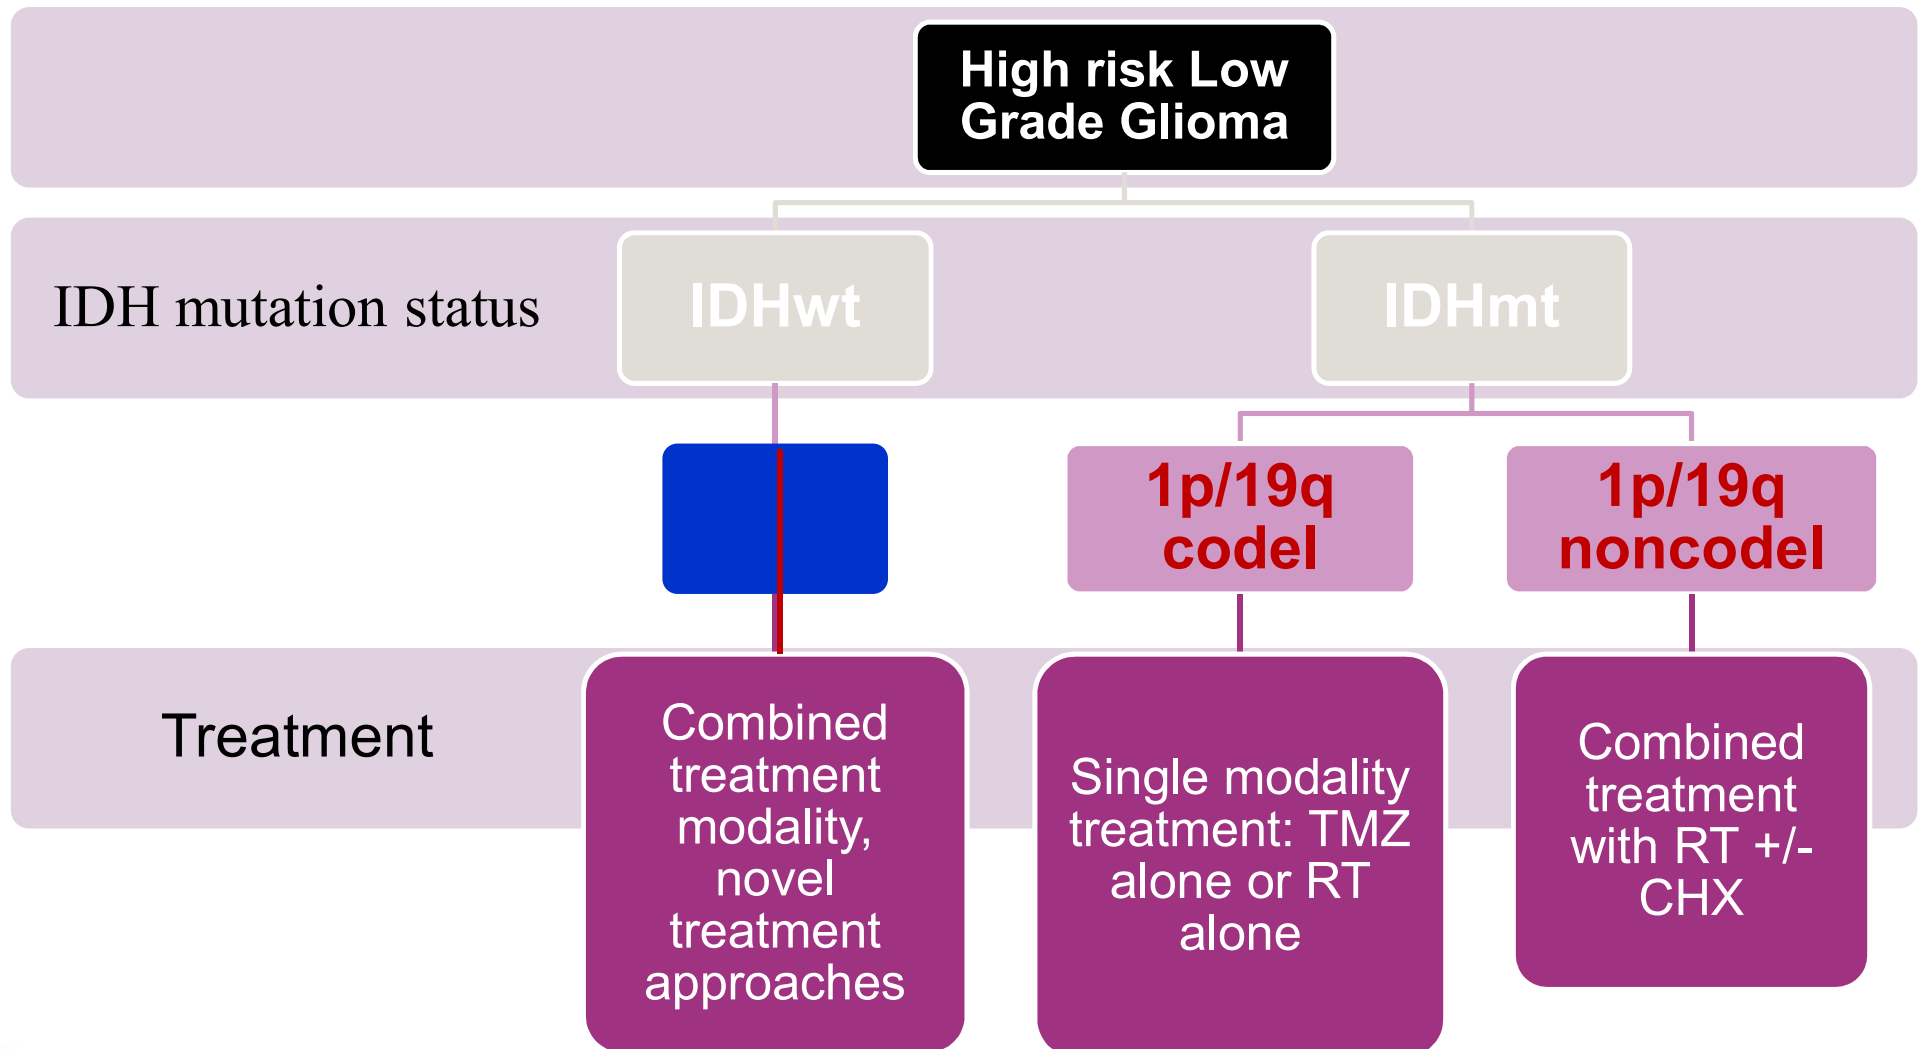 High risk Low
Grade Glioma
IDH mutation status
IDHwt
IDHmt
1p/19q
codel
1p/19q
noncodel
Treatment
Combined
treatment
modality,
novel
treatment
approaches
Single modality
treatment: TMZ
alone or RT
alone
Combined
treatment
with RT +/-
CHX